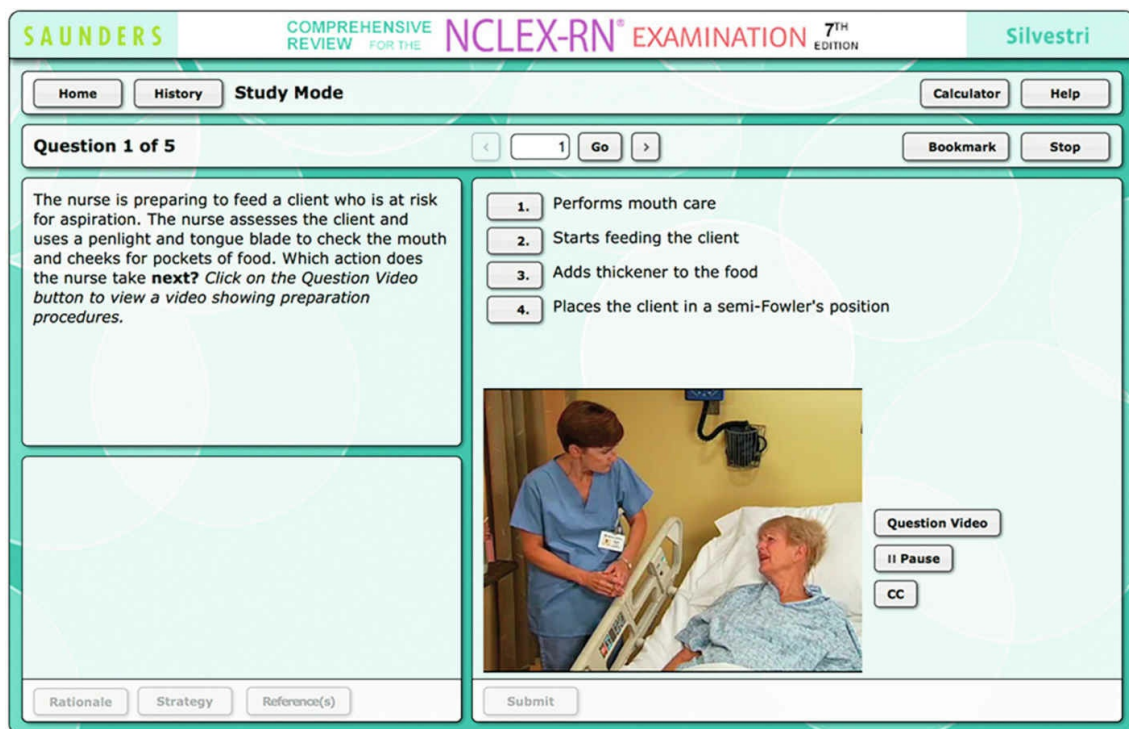 SAUNDERS
COMPREHENSIVE
REVIEW FOR THE
NCLEX-RN® EXAMINATION
7TH
EDITION
Silvestri
Home
History
Study Mode
Calculator
Help
Question 1 of 5
<
1
Go
>
Bookmark
Stop
The nurse is preparing to feed a client who is at risk
for aspiration. The nurse assesses the client and
uses a penlight and tongue blade to check the mouth
and cheeks for pockets of food. Which action does
the nurse take next? Click on the Question Video
button to view a video showing preparation
procedures.
1. Performs mouth care
2. Starts feeding the client
3. Adds thickener to the food
4. Places the client in a semi-Fowler's position
Question Video
II Pause
CC
Rationale
Strategy
Reference(s)
Submit